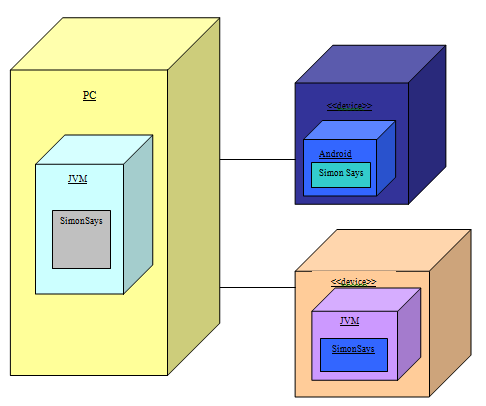 PC
JVM
SimonSays
<<device>>
Android
Simon Says
<<device>>
JVM
SimonSays